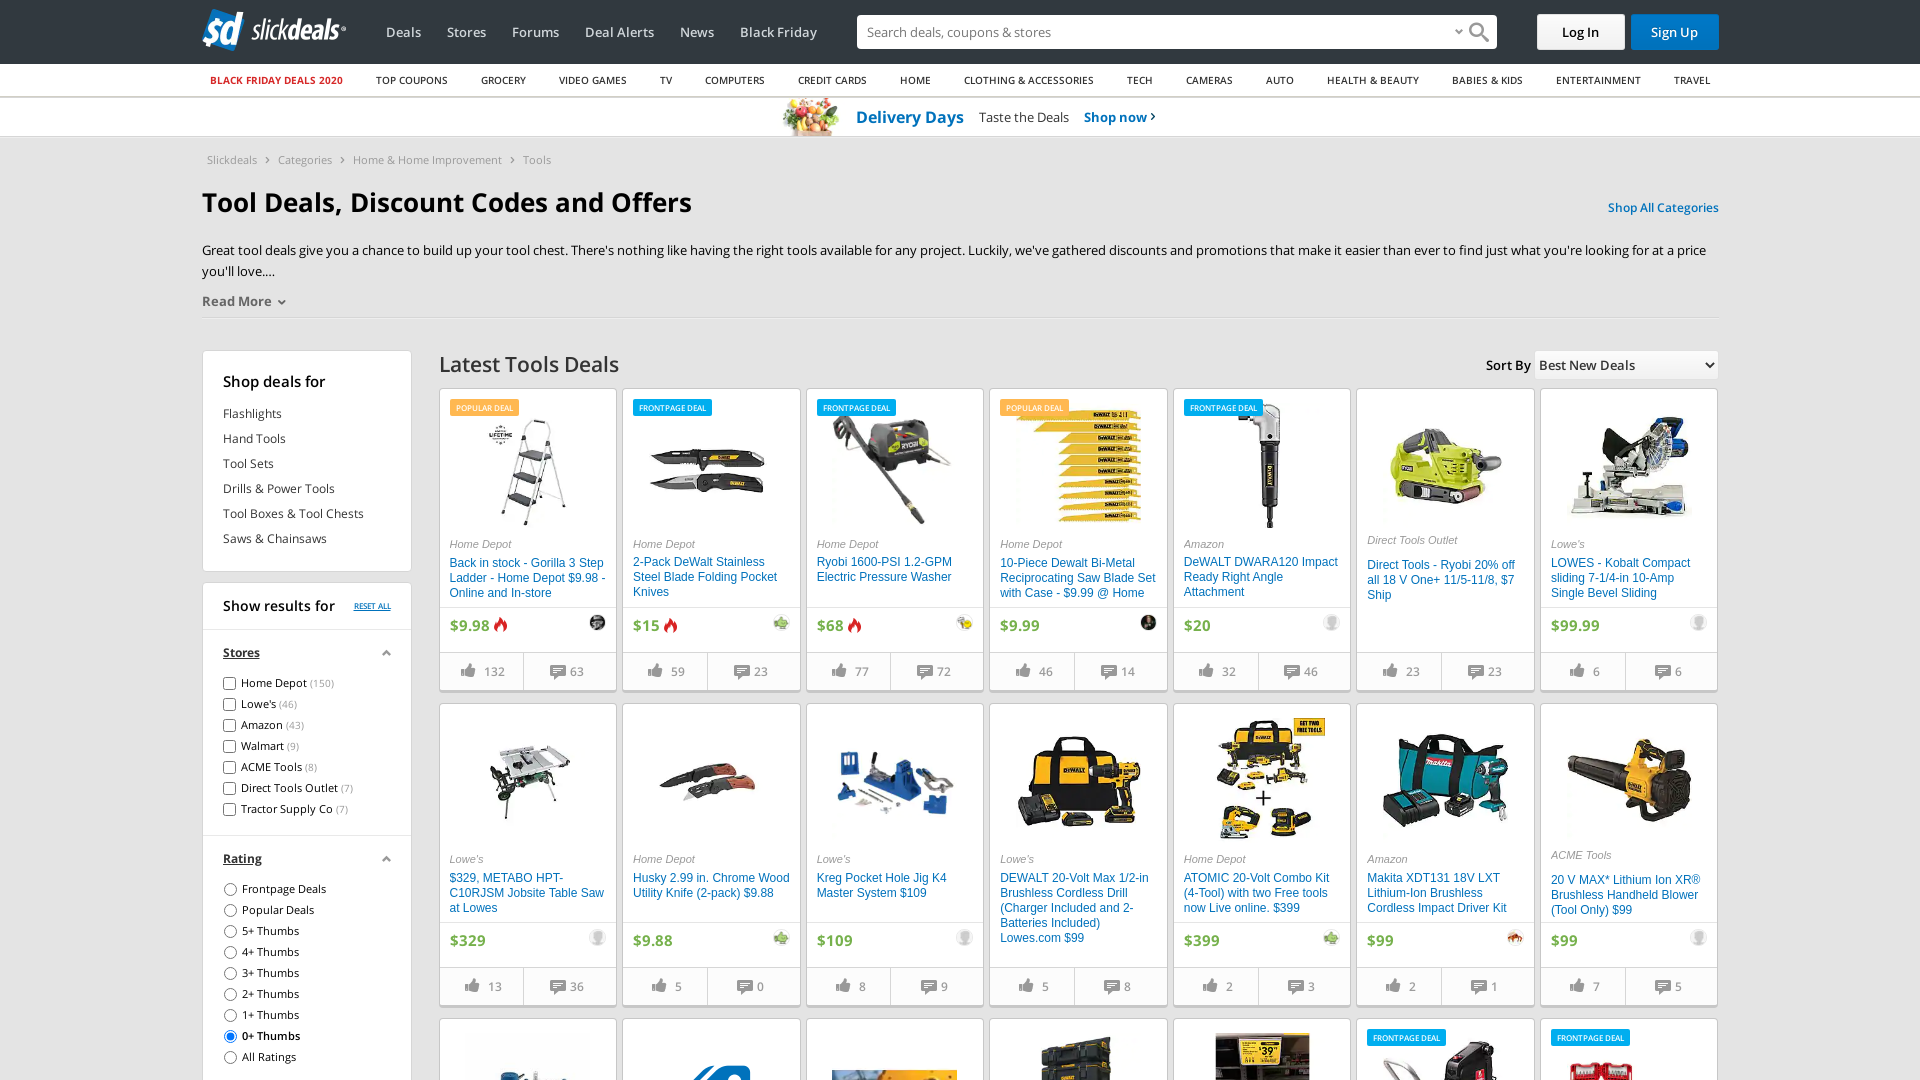 sd slickdeals
Deals
Stores
Forums
Deal Alerts
News
Black Friday
Search deals, coupons & stores
Log In
Sign Up
BLACK FRIDAY DEALS 2020
TOP COUPONS
GROCERY
VIDEO GAMES
TV
COMPUTERS
CREDIT CARDS
HOME
CLOTHING & ACCESSORIES
TECH
CAMERAS
AUTO
HEALTH & BEAUTY
BABIES & KIDS
ENTERTAINMENT
TRAVEL
Delivery Days Taste the Deals Shop now
Slickdeals > Categories > Home & Home Improvement > Tools
Tool Deals, Discount Codes and Offers
Shop All Categories
Great tool deals give you a chance to build up your tool chest. There's nothing like having the right tools available for any project. Luckily, we've gathered discounts and promotions that make it easier than ever to find just what you're looking for at a price
you'll love....
Read More
Shop deals for
Flashlights
Hand Tools
Tool Sets
Drills & Power Tools
Tool Boxes & Tool Chests
Saws & Chainsaws
Show results for
RESET ALL
Stores
Home Depot (150)
Lowe's (46)
Amazon (43)
Walmart (9)
ACME Tools (8)
Direct Tools Outlet (7)
Tractor Supply Co (7)
Rating
Frontpage Deals
Popular Deals
5+ Thumbs
4+ Thumbs
3+ Thumbs
2+ Thumbs
1+ Thumbs
0+ Thumbs
All Ratings
Latest Tools Deals
Sort By Best New Deals
POPULAR DEAL
Home Depot
Back in stock - Gorilla 3 Step
Ladder - Home Depot $9.98 -
Online and In-store
$9.98
132
63
FRONTPAGE DEAL
Home Depot
2-Pack DeWalt Stainless
Steel Blade Folding Pocket
Knives
$15
59
23
FRONTPAGE DEAL
RYOBI
Home Depot
Ryobi 1600-PSI 1.2-GPM
Electric Pressure Washer
$68
77
72
POPULAR DEAL
Home Depot
10-Piece Dewalt Bi-Metal
Reciprocating Saw Blade Set
with Case - $9.99 @ Home
$9.99
46
14
FRONTPAGE DEAL
DEWALT
Amazon
DeWALT DWARA120 Impact
Ready Right Angle
Attachment
$20
32
46
Direct Tools Outlet
Direct Tools - Ryobi 20% off
all 18 V One+ 11/5-11/8, $7
Ship
23
23
Lowe's
LOWES - Kobalt Compact
sliding 7-1/4-in 10-Amp
Single Bevel Sliding
$99.99
6
6
Lowe's
$329, METABO HPT-
C10RJSM Jobsite Table Saw
at Lowes
$329
13
36
Home Depot
Husky 2.99 in. Chrome Wood
Utility Knife (2-pack) $9.88
$9.88
5
0
Lowe's
Kreg Pocket Hole Jig K4
Master System $109
$109
8
9
DEWALT
Lowe's
DEWALT 20-Volt Max 1/2-in
Brushless Cordless Drill
(Charger Included and 2-
Batteries Included)
Lowes.com $99
5
8
GET TWO
FREE TOOLS
Home Depot
ATOMIC 20-Volt Combo Kit
(4-Tool) with two Free tools
now Live online. $399
$399
2
3
makita
Amazon
Makita XDT131 18V LXT
Lithium-Ion Brushless
Cordless Impact Driver Kit
$99
2
1
ACME Tools
20 V MAX* Lithium Ion XR®
Brushless Handheld Blower
(Tool Only) $99
$99
7
5
FRONTPAGE DEAL
FRONTPAGE DEAL